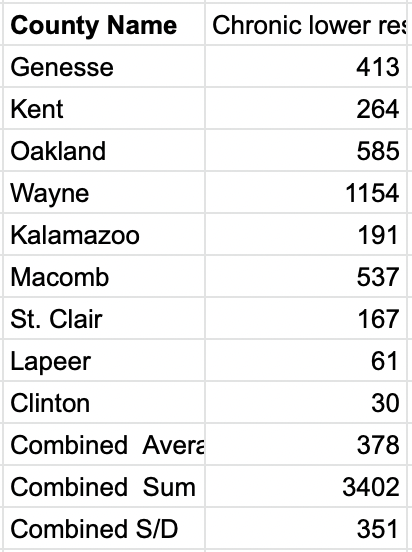 County Name Chronic lower res
Genesse 413
Kent 264
Oakland 585
Wayne 1154
Kalamazoo 191
Macomb 537
St. Clair 167
Lapeer 61
Clinton 30
Combined  Avera 378
Combined  Sum 3402
Combined S/D 351